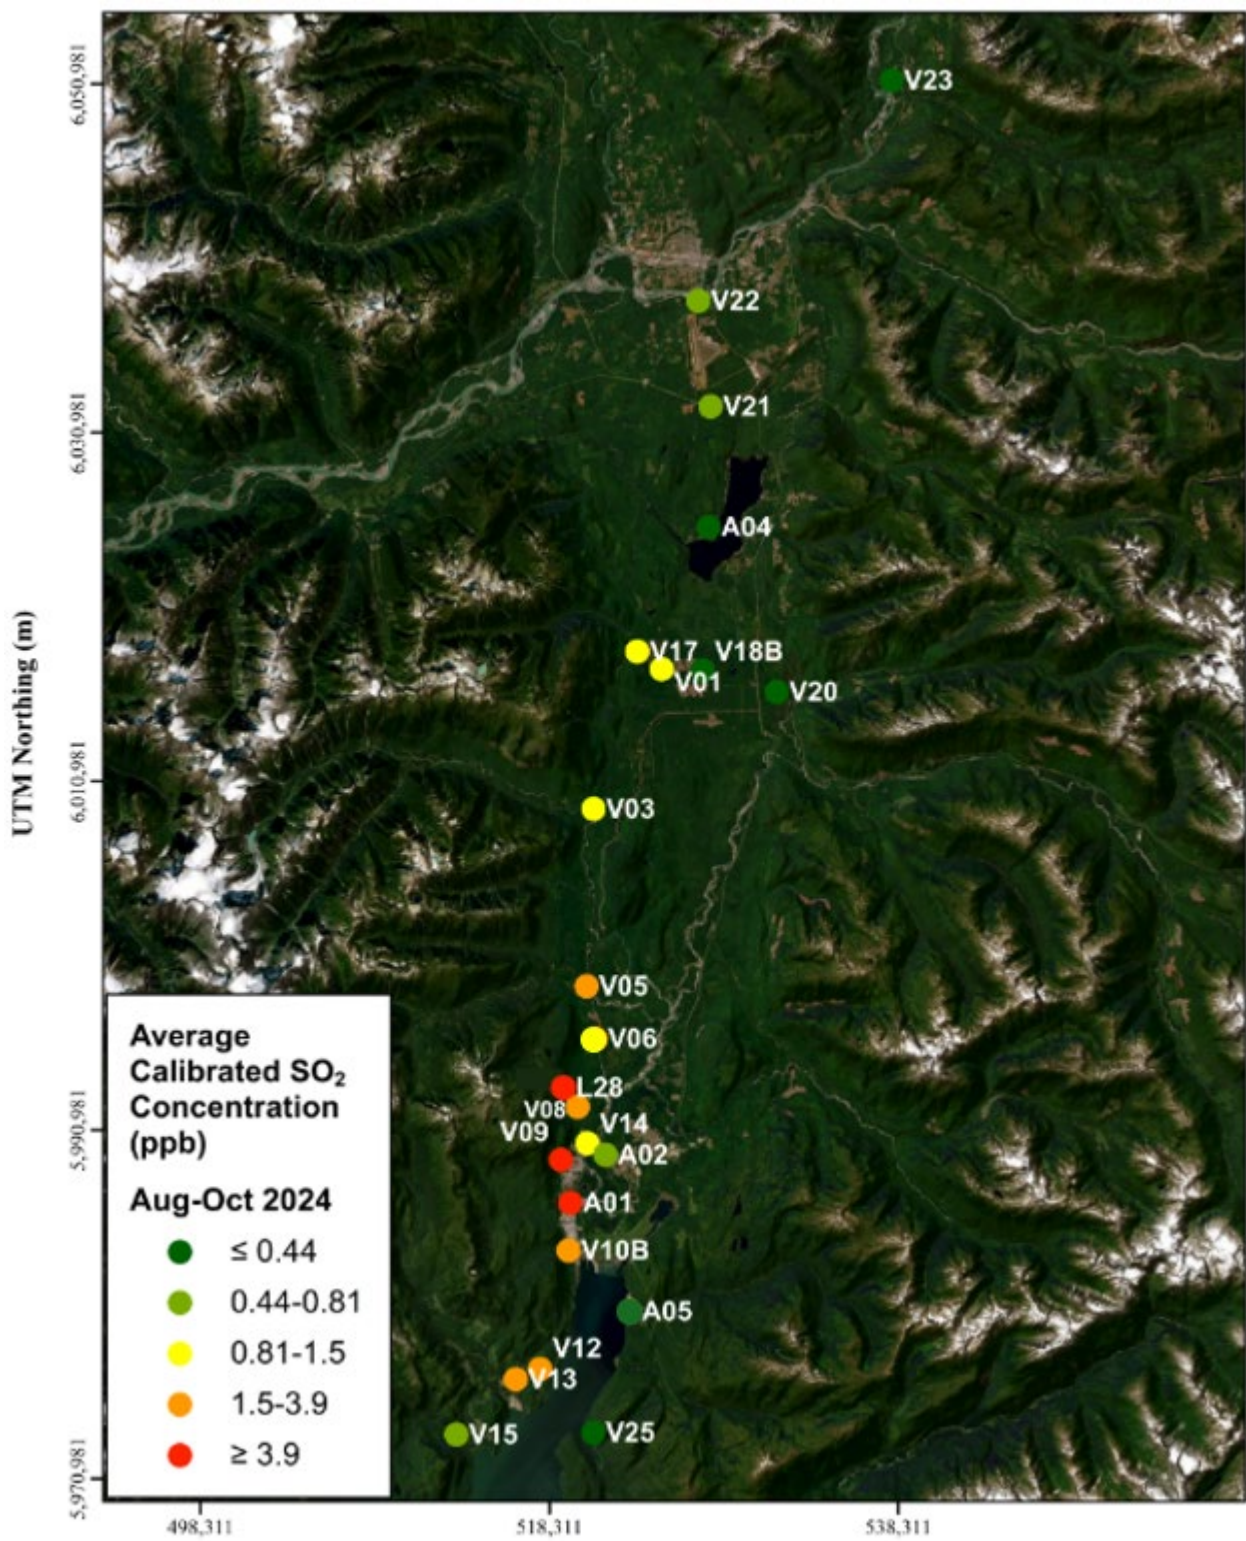 UTM Northing (m)
6,050,981
6,030,981
6,010,981
5,990,981
5,970,981
V23
V22
V21
A04
V17
V18B
V01
V20
V03
V05
V06
L28
V08
V14
V09
A02
A01
V10B
A05
V12
V13
V15
V25
Average
Calibrated SO₂
Concentration
(ppb)
Aug-Oct 2024
≤ 0.44
0.44-0.81
0.81-1.5
1.5-3.9
≥ 3.9
498,311
518,311
538,311